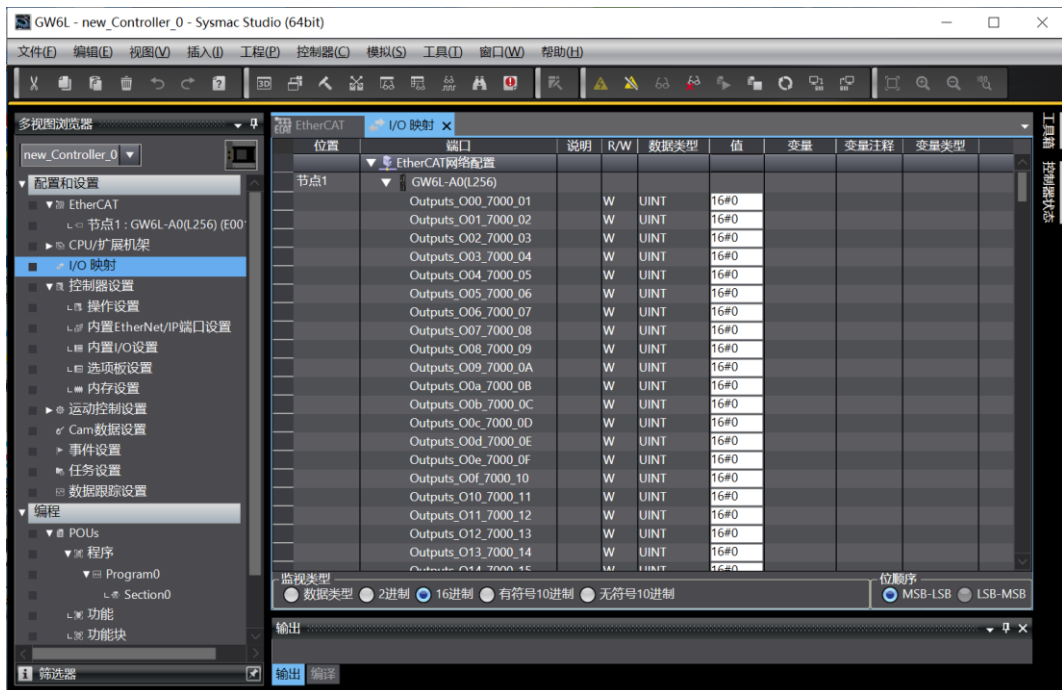 GW6L - new_Controller_0 - Sysmac Studio (64bit)
文件(F) 编辑(E) 视图(V) 插入(I) 工程(P) 控制器(C) 模拟(S) 工具(T) 窗口(W) 帮助(H)
多视图浏览器
new_Controller_0
配置和设置
EtherCAT
节点1 : GW6L-A0(L256) (E001
CPU/扩展机架
I/O 映射
控制器设置
操作设置
内置EtherNet/IP端口设置
内置I/O设置
选项板设置
内存设置
运动控制设置
Cam数据设置
事件设置
任务设置
数据跟踪设置
编程
POUs
程序
Program0
Section0
功能
功能块
筛选器
EtherCAT I/O 映射
位置 端口 说明 R/W 数据类型 值 变量 变量注释 变量类型
EtherCAT网络配置
节点1 GW6L-A0(L256)
Outputs_O00_7000_01 W UINT 16#0
Outputs_O01_7000_02 W UINT 16#0
Outputs_O02_7000_03 W UINT 16#0
Outputs_O03_7000_04 W UINT 16#0
Outputs_O04_7000_05 W UINT 16#0
Outputs_O05_7000_06 W UINT 16#0
Outputs_O06_7000_07 W UINT 16#0
Outputs_O07_7000_08 W UINT 16#0
Outputs_O08_7000_09 W UINT 16#0
Outputs_O09_7000_0A W UINT 16#0
Outputs_O0a_7000_0B W UINT 16#0
Outputs_O0b_7000_0C W UINT 16#0
Outputs_O0c_7000_0D W UINT 16#0
Outputs_O0d_7000_0E W UINT 16#0
Outputs_O0e_7000_0F W UINT 16#0
Outputs_O0f_7000_10 W UINT 16#0
Outputs_O10_7000_11 W UINT 16#0
Outputs_O11_7000_12 W UINT 16#0
Outputs_O12_7000_13 W UINT 16#0
Outputs_O13_7000_14 W UINT 16#0
Outputs_O14_7000_15 W UINT 16#0
监视类型
数据类型 2进制 16进制 有符号10进制 无符号10进制
位顺序
MSB-LSB LSB-MSB
输出
输出 编译
工具箱
控制器状态